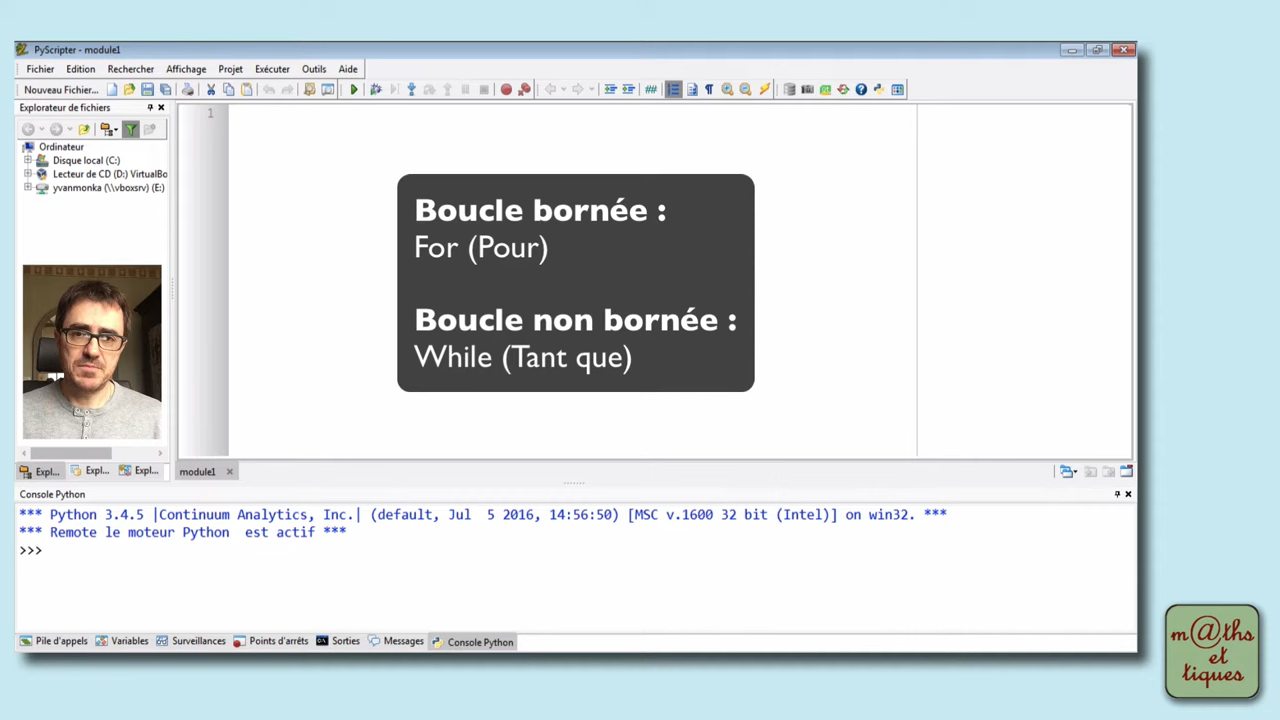 PyScripter - module1
Fichier Edition Rechercher Affichage Projet Exécuter Outils Aide
Nouveau Fichier...
Explorateur de fichiers
1
Ordinateur
Disque local (C:)
Lecteur de CD (D:) VirtualBo
yvanmonka (\\vboxsrv) (E:)
Boucle bornée :
For (Pour)
Boucle non bornée :
While (Tant que)
Expl... Expl... Expl...
module1
Console Python
*** Python 3.4.5 |Continuum Analytics, Inc.| (default, Jul  5 2016, 14:56:50) [MSC v.1600 32 bit (Intel)] on win32. ***
*** Remote le moteur Python  est actif ***
>>>
Pile d'appels Variables Surveillances Points d'arrêts Sorties Messages Console Python
m@ths
et
tiques